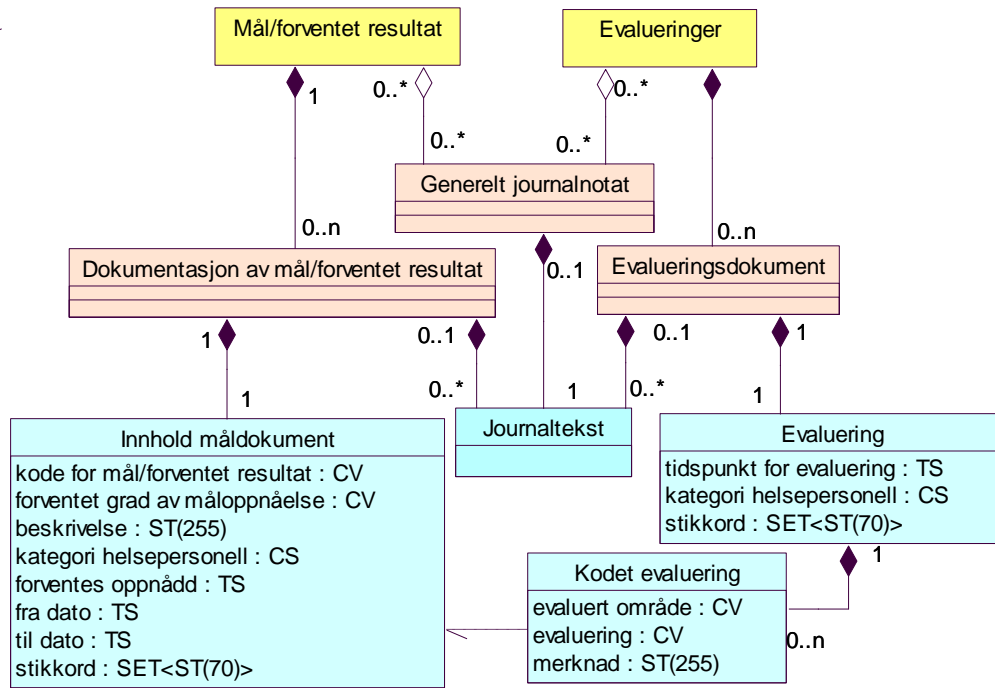 Mål/forventet resultat
Evalueringer
1
0..*
0..*
0..*
0..*
Generelt journalnotat
0..n
0..n
Dokumentasjon av mål/forventet resultat
0..1
Evalueringsdokument
1
0..1
0..1
1
1
0..*
1
0..*
1
Innhold måldokument
kode for mål/forventet resultat : CV
forventet grad av måloppnåelse : CV
beskrivelse : ST(255)
kategori helsepersonell : CS
forventes oppnådd : TS
fra dato : TS
til dato : TS
stikkord : SET<ST(70)>
Journaltekst
Evaluering
tidspunkt for evaluering : TS
kategori helsepersonell : CS
stikkord : SET<ST(70)>
1
Kodet evaluering
evaluert område : CV
evaluering : CV
merknad : ST(255)
0..n